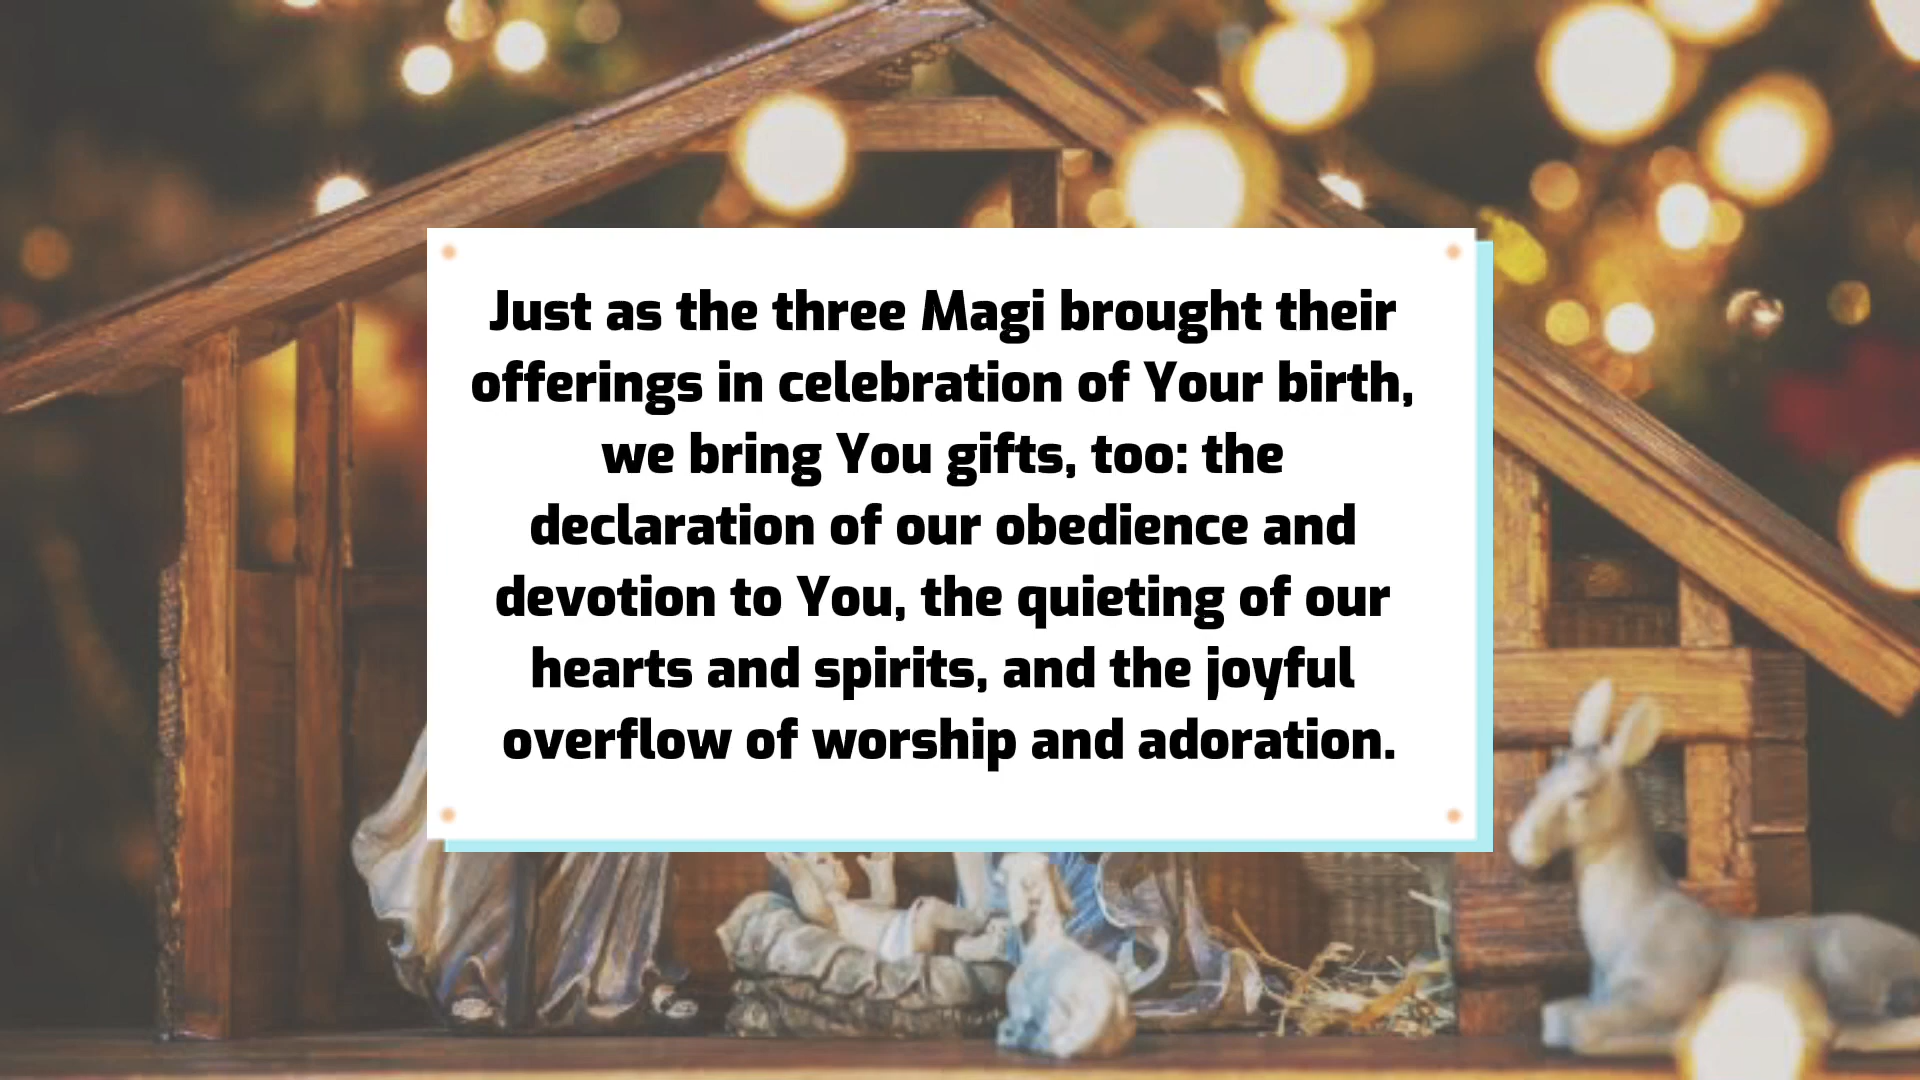 Just as the three Magi brought their
offerings in celebration of Your birth,
we bring You gifts, too: the
declaration of our obedience and
devotion to You, the quieting of our
hearts and spirits, and the joyful
overflow of worship and adoration.